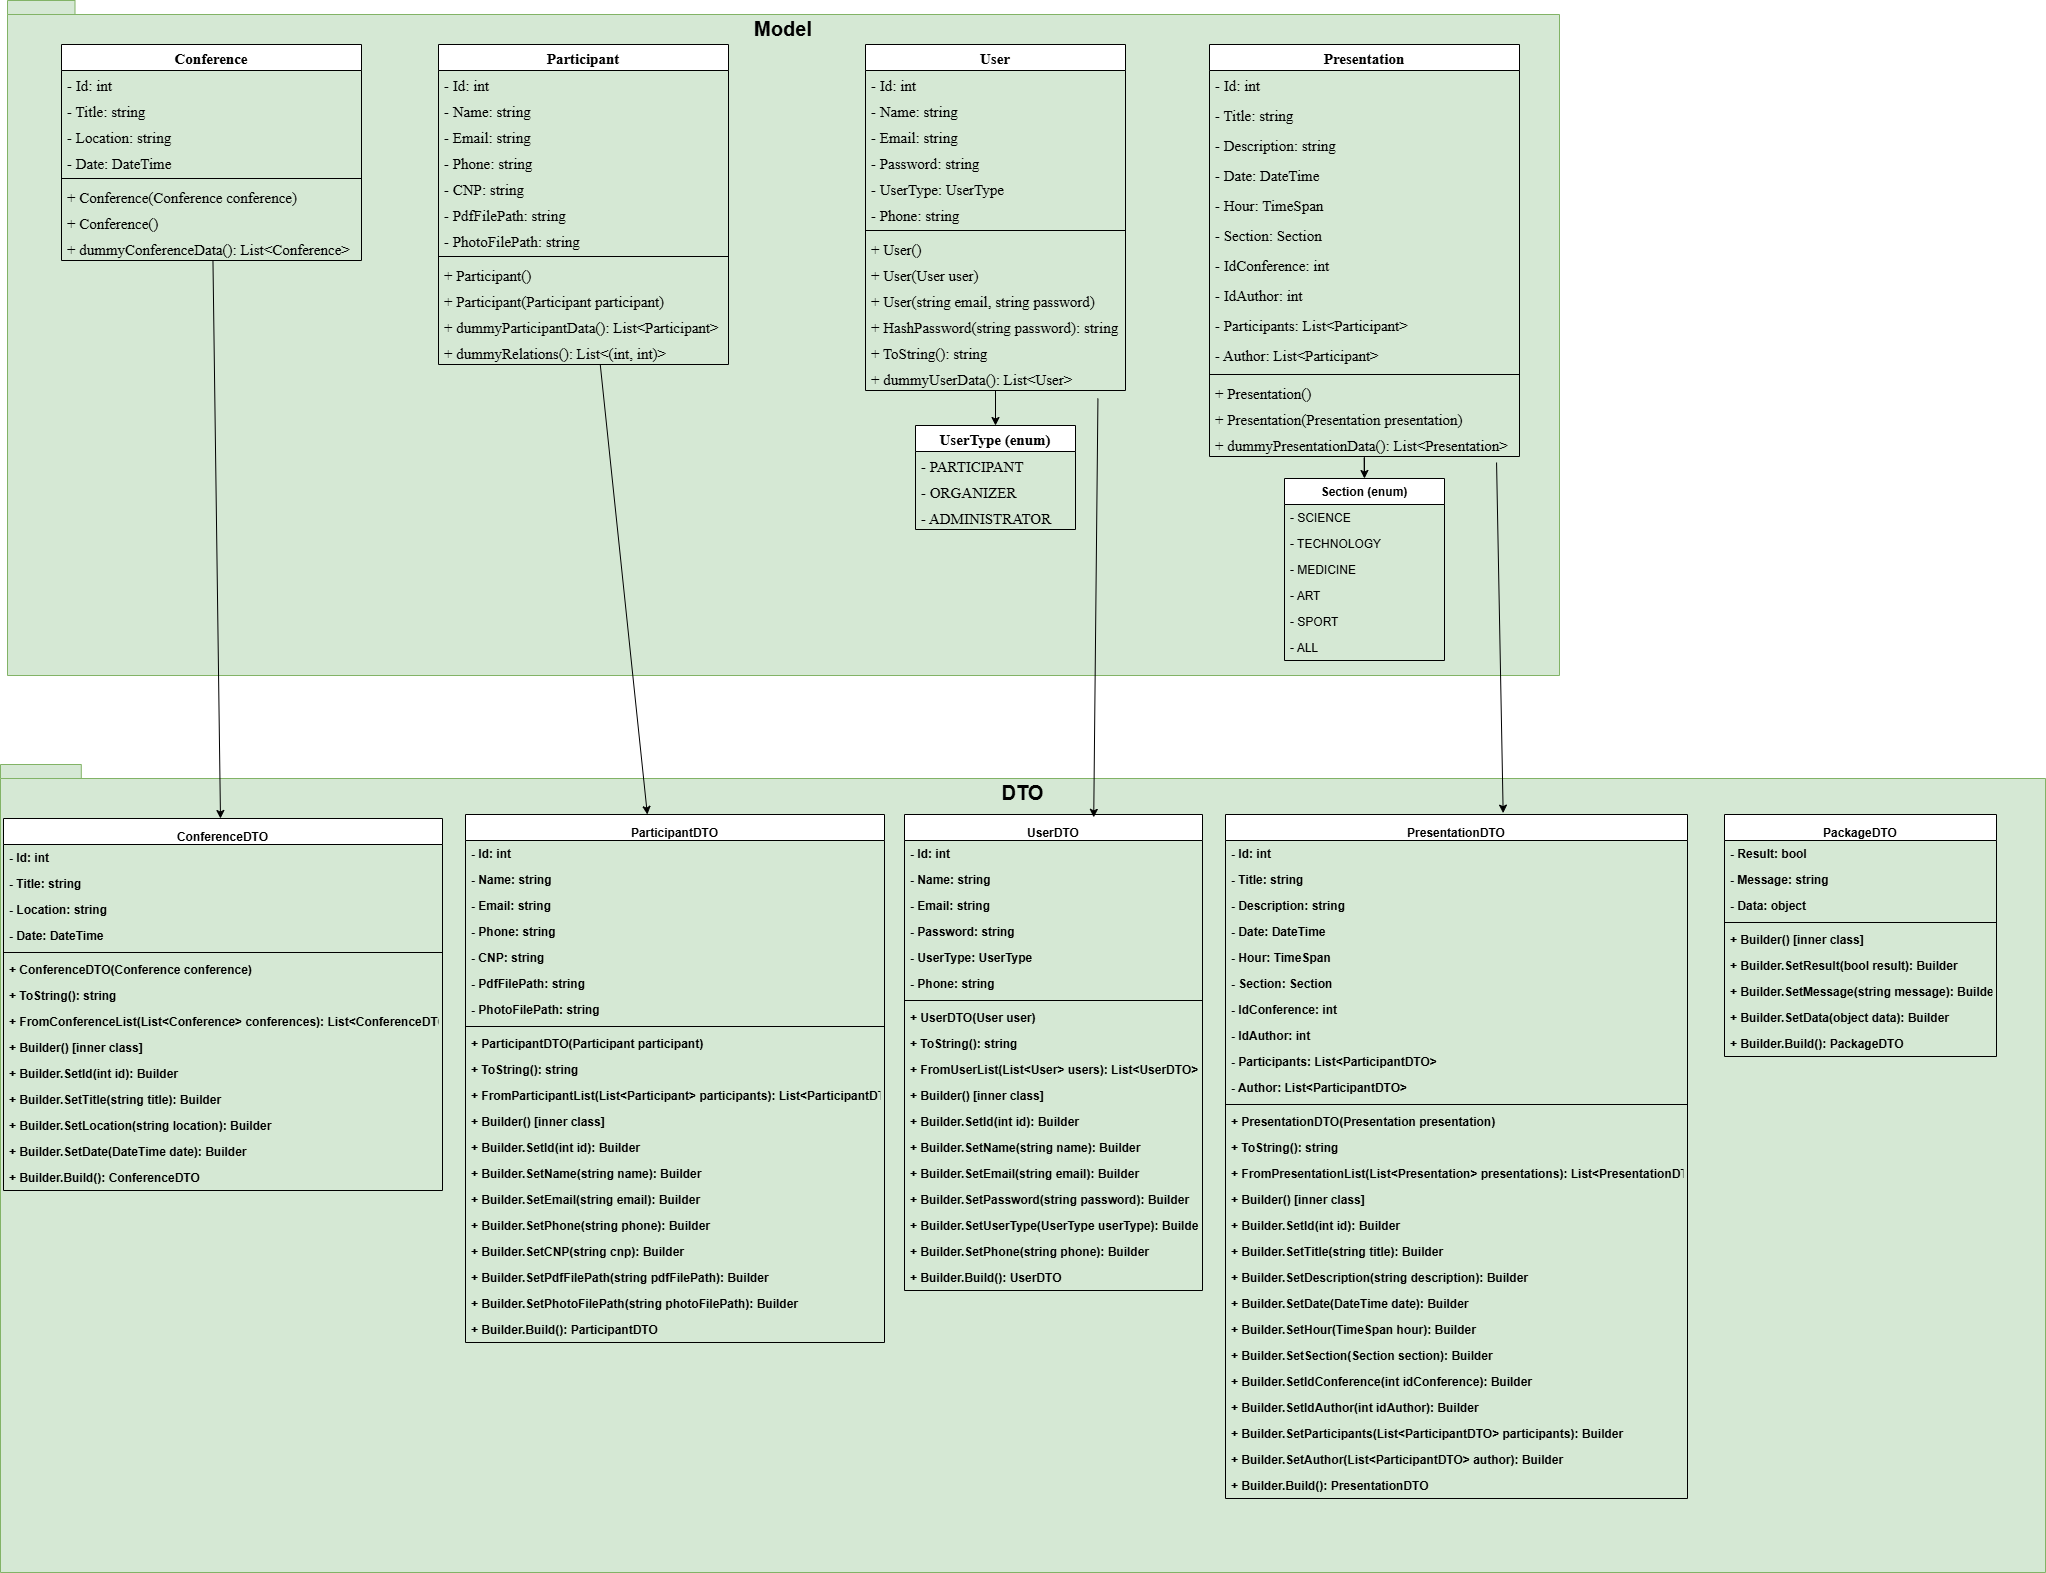 Model
Conference
- Id: int
- Title: string
- Location: string
- Date: DateTime
+ Conference(Conference conference)
+ Conference()
+ dummyConferenceData(): List<Conference>
Participant
- Id: int
- Name: string
- Email: string
- Phone: string
- CNP: string
- PdfFilePath: string
- PhotoFilePath: string
+ Participant()
+ Participant(Participant participant)
+ dummyParticipantData(): List<Participant>
+ dummyRelations(): List<(int, int)>
User
- Id: int
- Name: string
- Email: string
- Password: string
- UserType: UserType
- Phone: string
+ User()
+ User(User user)
+ User(string email, string password)
+ HashPassword(string password): string
+ ToString(): string
+ dummyUserData(): List<User>
UserType (enum)
- PARTICIPANT
- ORGANIZER
- ADMINISTRATOR
Presentation
- Id: int
- Title: string
- Description: string
- Date: DateTime
- Hour: TimeSpan
- Section: Section
- IdConference: int
- IdAuthor: int
- Participants: List<Participant>
- Author: List<Participant>
+ Presentation()
+ Presentation(Presentation presentation)
+ dummyPresentationData(): List<Presentation>
Section (enum)
- SCIENCE
- TECHNOLOGY
- MEDICINE
- ART
- SPORT
- ALL
DTO
ConferenceDTO
- Id: int
- Title: string
- Location: string
- Date: DateTime
+ ConferenceDTO(Conference conference)
+ ToString(): string
+ FromConferenceList(List<Conference> conferences): List<ConferenceDT
+ Builder() [inner class]
+ Builder.SetId(int id): Builder
+ Builder.SetTitle(string title): Builder
+ Builder.SetLocation(string location): Builder
+ Builder.SetDate(DateTime date): Builder
+ Builder.Build(): ConferenceDTO
ParticipantDTO
- Id: int
- Name: string
- Email: string
- Phone: string
- CNP: string
- PdfFilePath: string
- PhotoFilePath: string
+ ParticipantDTO(Participant participant)
+ ToString(): string
+ FromParticipantList(List<Participant> participants): List<ParticipantDT
+ Builder() [inner class]
+ Builder.SetId(int id): Builder
+ Builder.SetName(string name): Builder
+ Builder.SetEmail(string email): Builder
+ Builder.SetPhone(string phone): Builder
+ Builder.SetCNP(string cnp): Builder
+ Builder.SetPdfFilePath(string pdfFilePath): Builder
+ Builder.SetPhotoFilePath(string photoFilePath): Builder
+ Builder.Build(): ParticipantDTO
UserDTO
- Id: int
- Name: string
- Email: string
- Password: string
- UserType: UserType
- Phone: string
+ UserDTO(User user)
+ ToString(): string
+ FromUserList(List<User> users): List<UserDTO>
+ Builder() [inner class]
+ Builder.SetId(int id): Builder
+ Builder.SetName(string name): Builder
+ Builder.SetEmail(string email): Builder
+ Builder.SetPassword(string password): Builder
+ Builder.SetUserType(UserType userType): Builde
+ Builder.SetPhone(string phone): Builder
+ Builder.Build(): UserDTO
PresentationDTO
- Id: int
- Title: string
- Description: string
- Date: DateTime
- Hour: TimeSpan
- Section: Section
- IdConference: int
- IdAuthor: int
- Participants: List<ParticipantDTO>
- Author: List<ParticipantDTO>
+ PresentationDTO(Presentation presentation)
+ ToString(): string
+ FromPresentationList(List<Presentation> presentations): List<PresentationDT
+ Builder() [inner class]
+ Builder.SetId(int id): Builder
+ Builder.SetTitle(string title): Builder
+ Builder.SetDescription(string description): Builder
+ Builder.SetDate(DateTime date): Builder
+ Builder.SetHour(TimeSpan hour): Builder
+ Builder.SetSection(Section section): Builder
+ Builder.SetIdConference(int idConference): Builder
+ Builder.SetIdAuthor(int idAuthor): Builder
+ Builder.SetParticipants(List<ParticipantDTO> participants): Builder
+ Builder.SetAuthor(List<ParticipantDTO> author): Builder
+ Builder.Build(): PresentationDTO
PackageDTO
- Result: bool
- Message: string
- Data: object
+ Builder() [inner class]
+ Builder.SetResult(bool result): Builder
+ Builder.SetMessage(string message): Builde
+ Builder.SetData(object data): Builder
+ Builder.Build(): PackageDTO